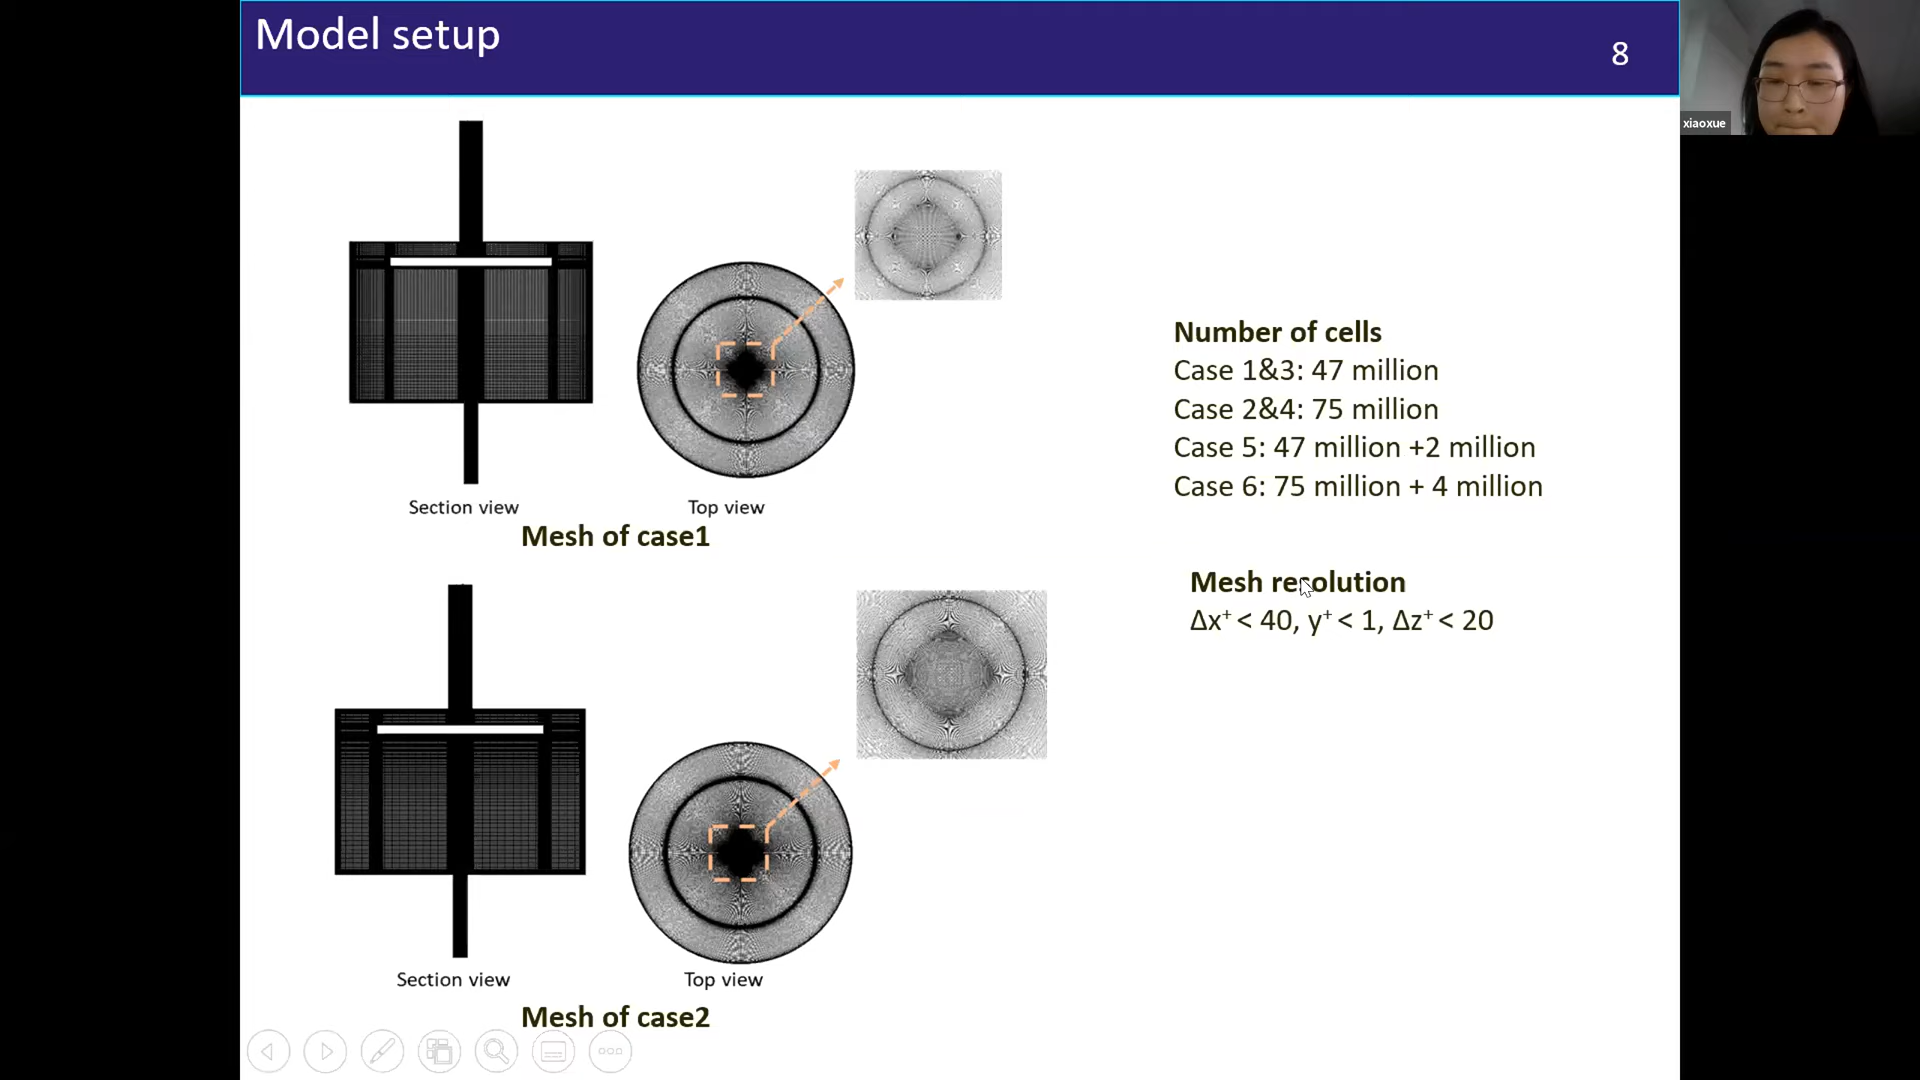 Model setup
8
xiaoxue
Section view
Top view
Mesh of case1
Number of cells
Case 1&3: 47 million
Case 2&4: 75 million
Case 5: 47 million +2 million
Case 6: 75 million + 4 million
Mesh resolution
Δx⁺ < 40, y⁺ < 1, Δz⁺ < 20
Section view
Top view
Mesh of case2